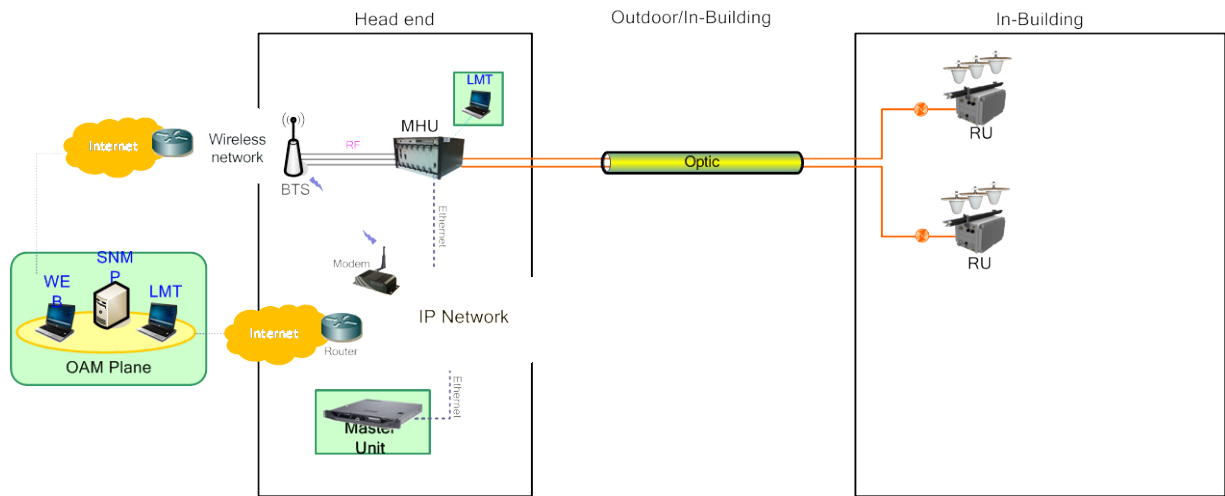 Head end
Outdoor/In-Building
In-Building
LMT
MHU
RU
Internet
Wireless
network
RF
BTS
Optic
Ethernet
SNM
P
WE
B
LMT
Modem
RU
OAM Plane
Internet
IP Network
Router
Ethernet
Master
Unit